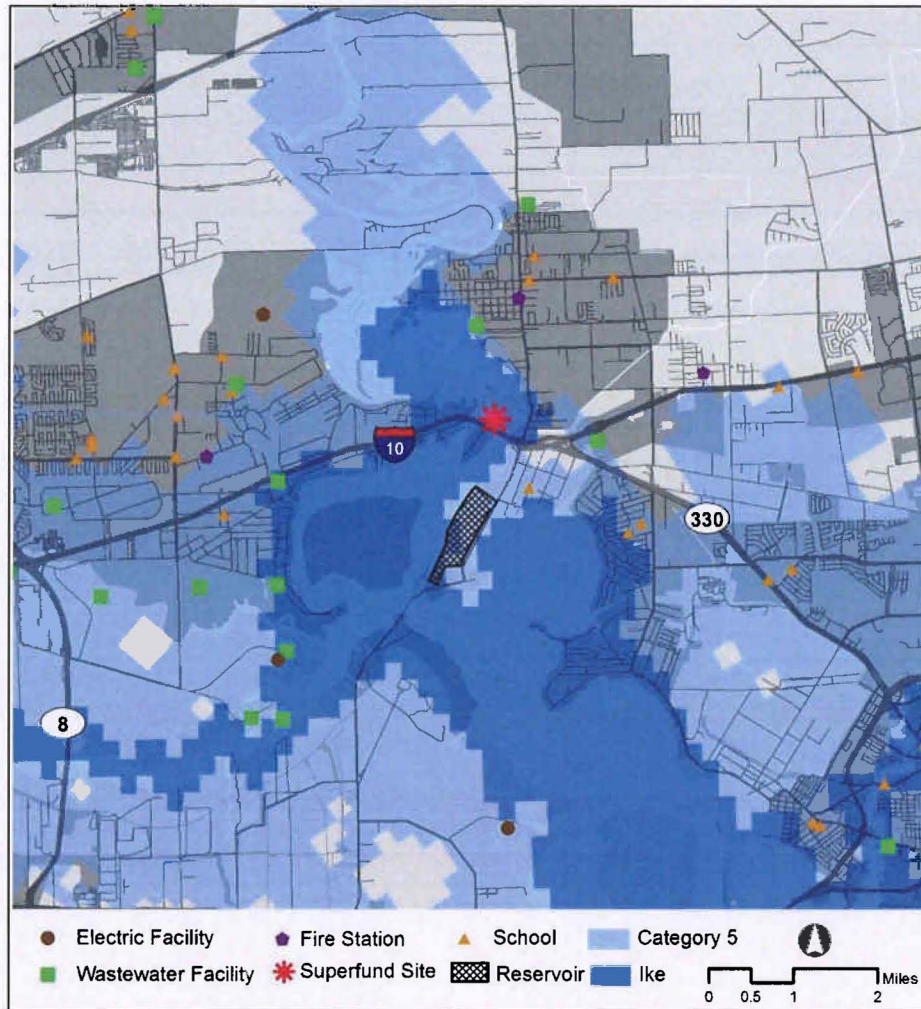 10
330
8
Electric Facility
Fire Station
School
Category 5
Wastewater Facility
Superfund Site
Reservoir
Ike
Miles
0 0.5 1 2